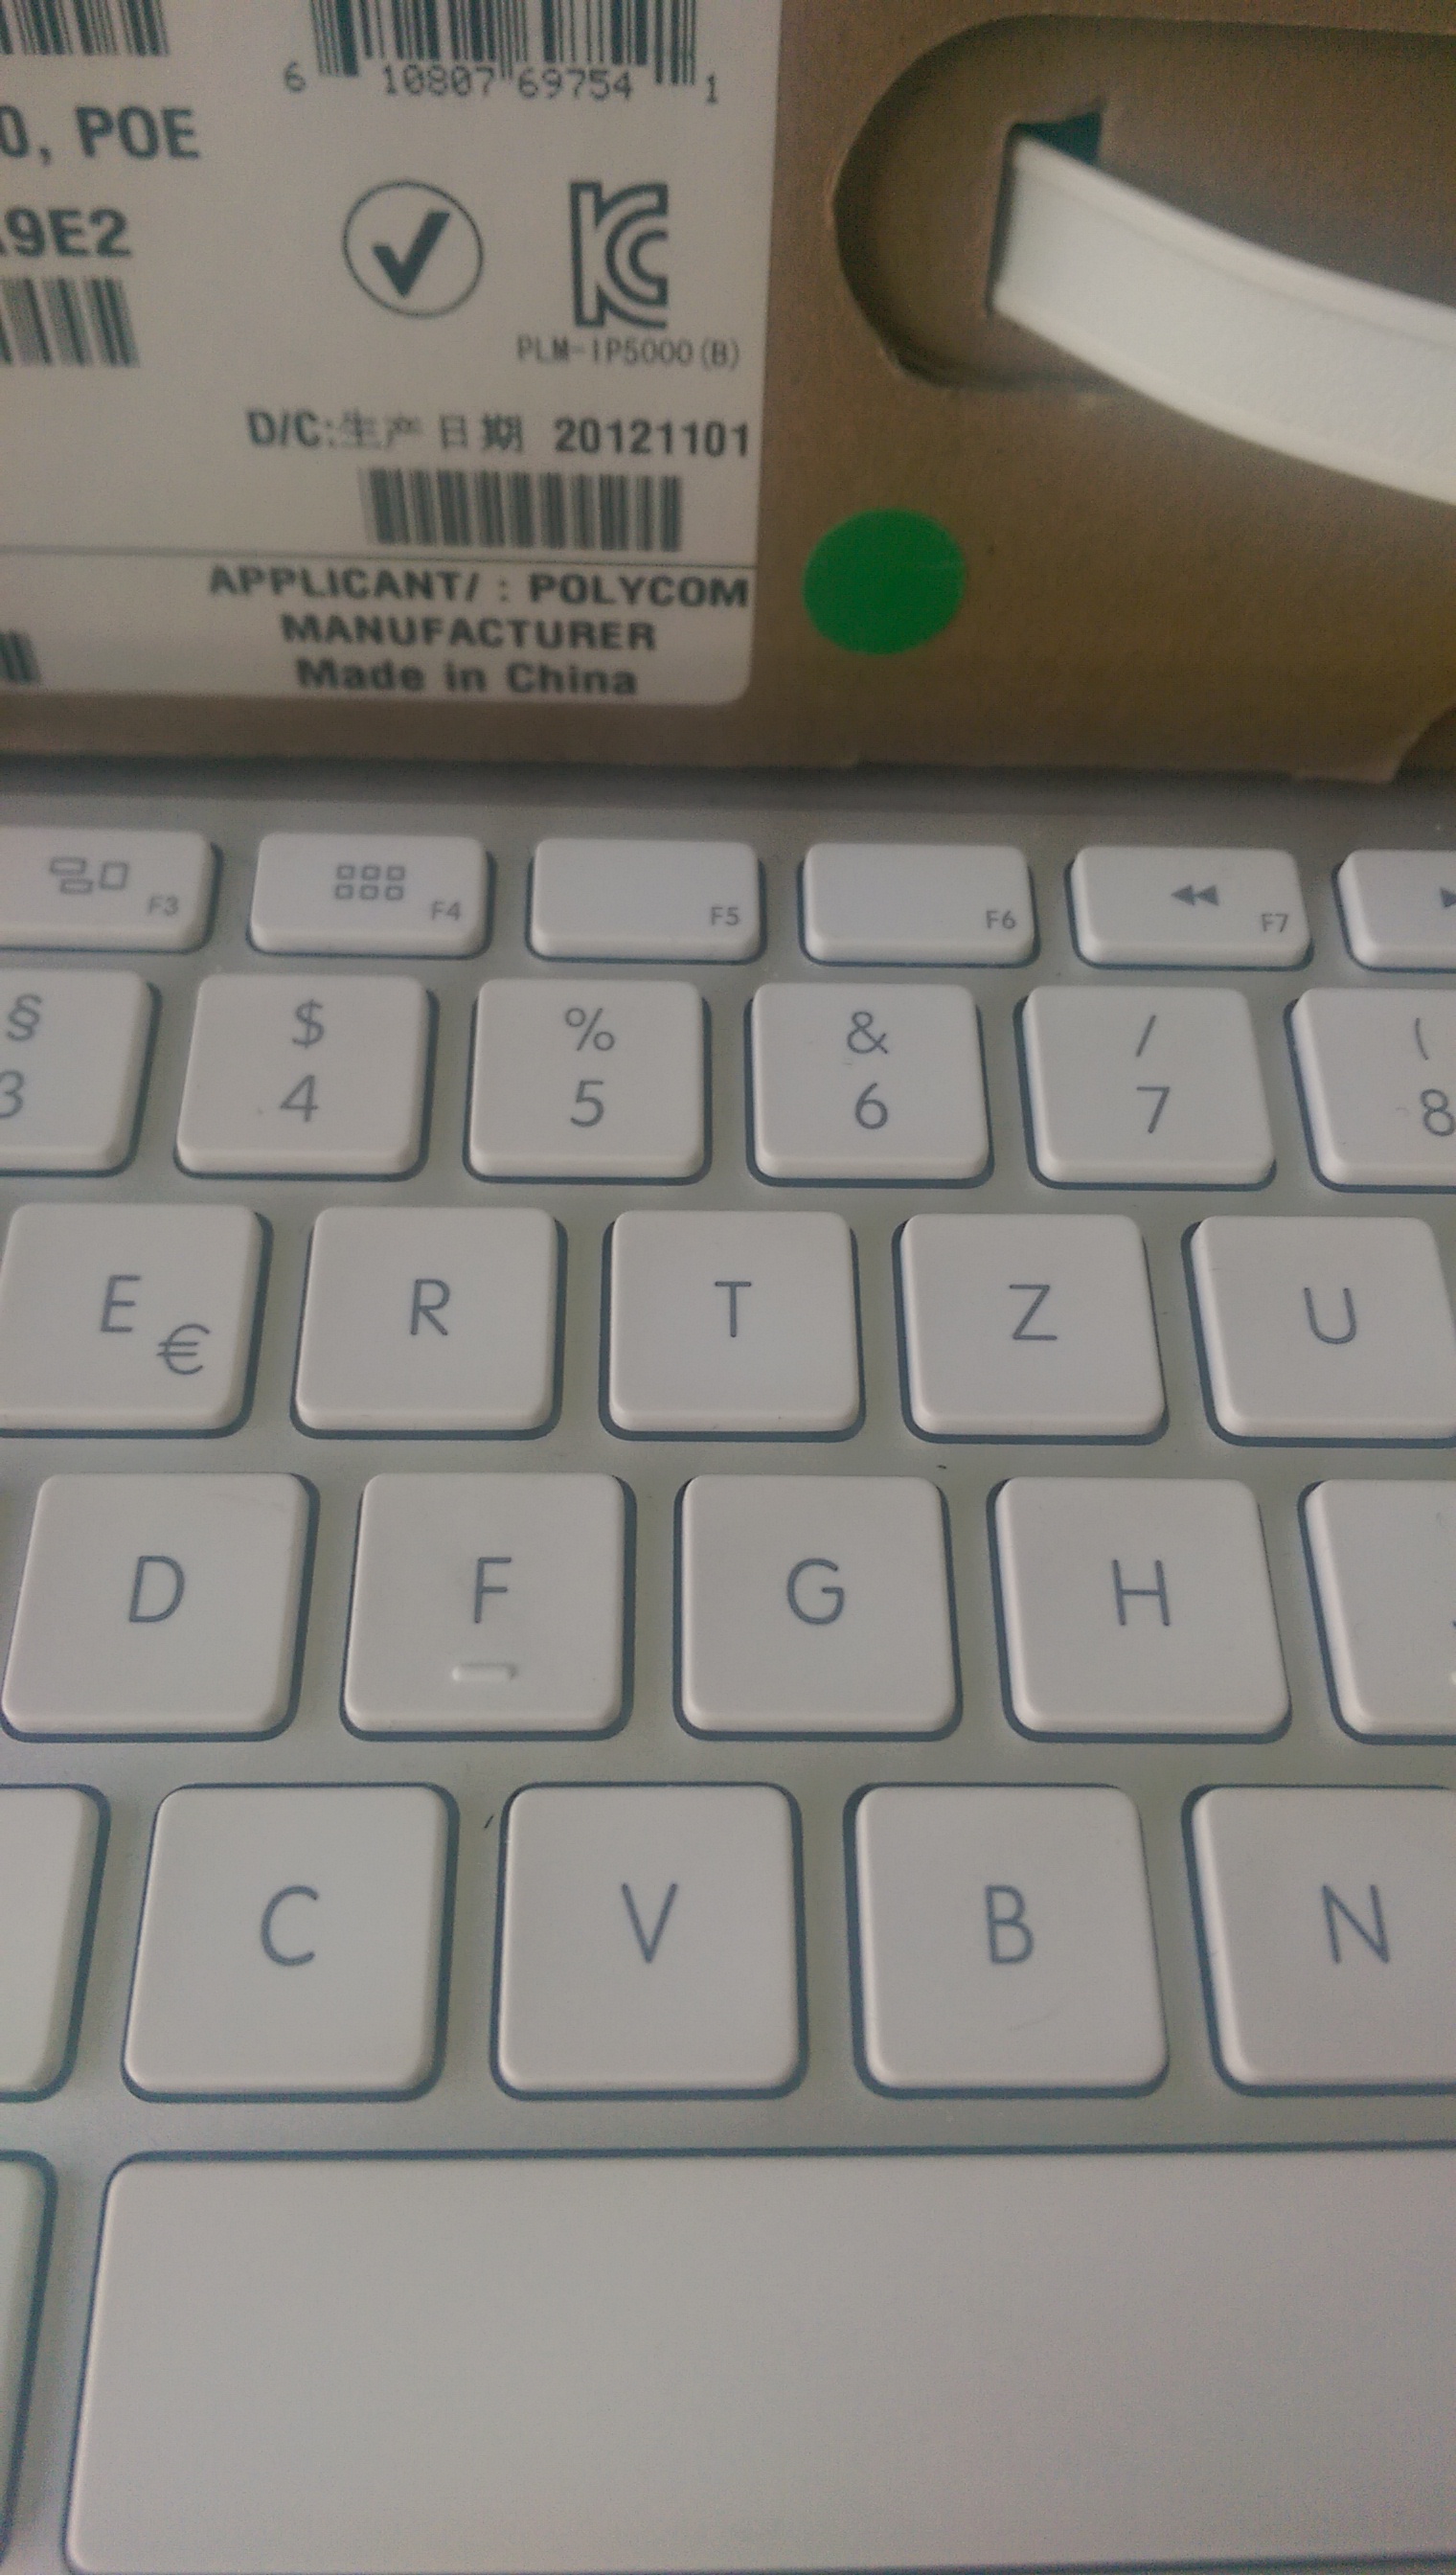 6 10807 69754 1
0, POE
9E2
KC
PLM-IP5000(B)
D/C:生产日期 20121101
APPLICANT/ : POLYCOM
MANUFACTURER
Made in China
F3 F4 F5 F6 F7
§ $ % & / (
3 4 5 6 7 8
E € R T Z U
D F G H
C V B N